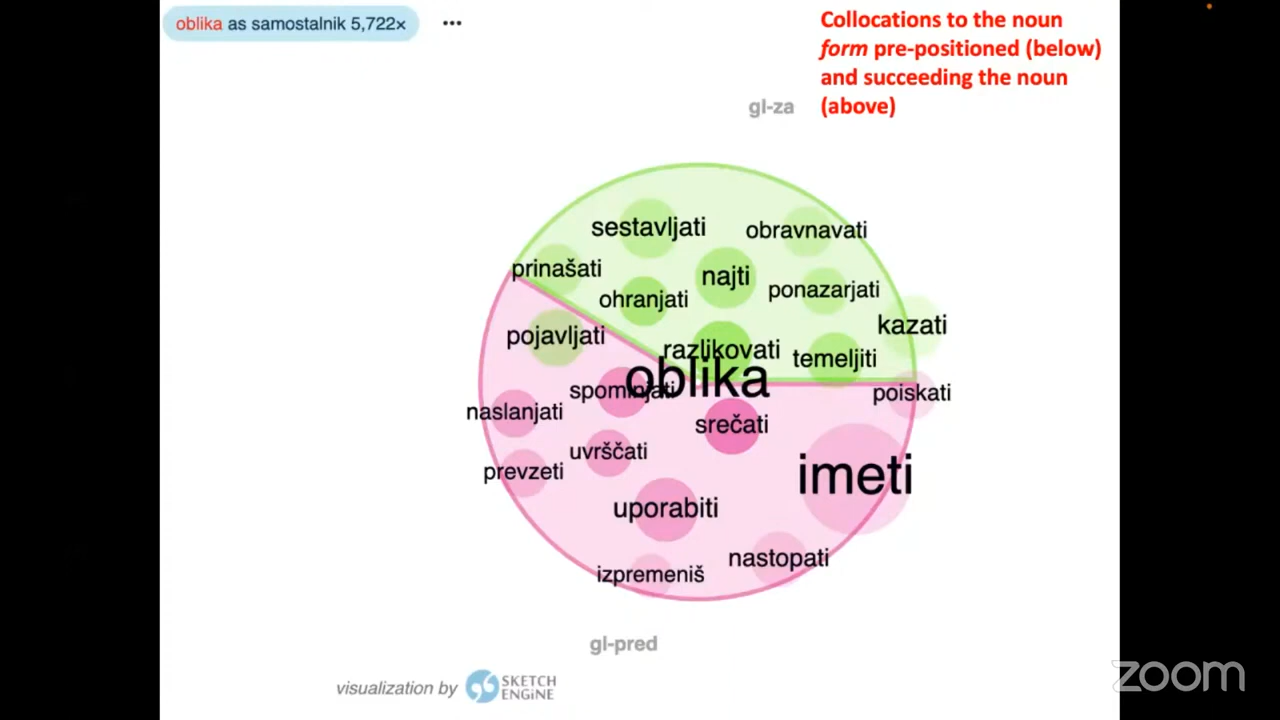 oblika as samostalnik 5,722×
•••
Collocations to the noun
form pre-positioned (below)
and succeeding the noun
(above)
gl-za
sestavljati
obravnavati
prinašati
najti
ohranjati
ponazarjati
kazati
pojavljati
razlikovati
temeljiti
oblika
spominjati
poiskati
naslanjati
srečati
uvrščati
prevzeti
imeti
uporabiti
nastopati
izpremeniš
gl-pred
visualization by
SKETCH
ENGINE
zoom